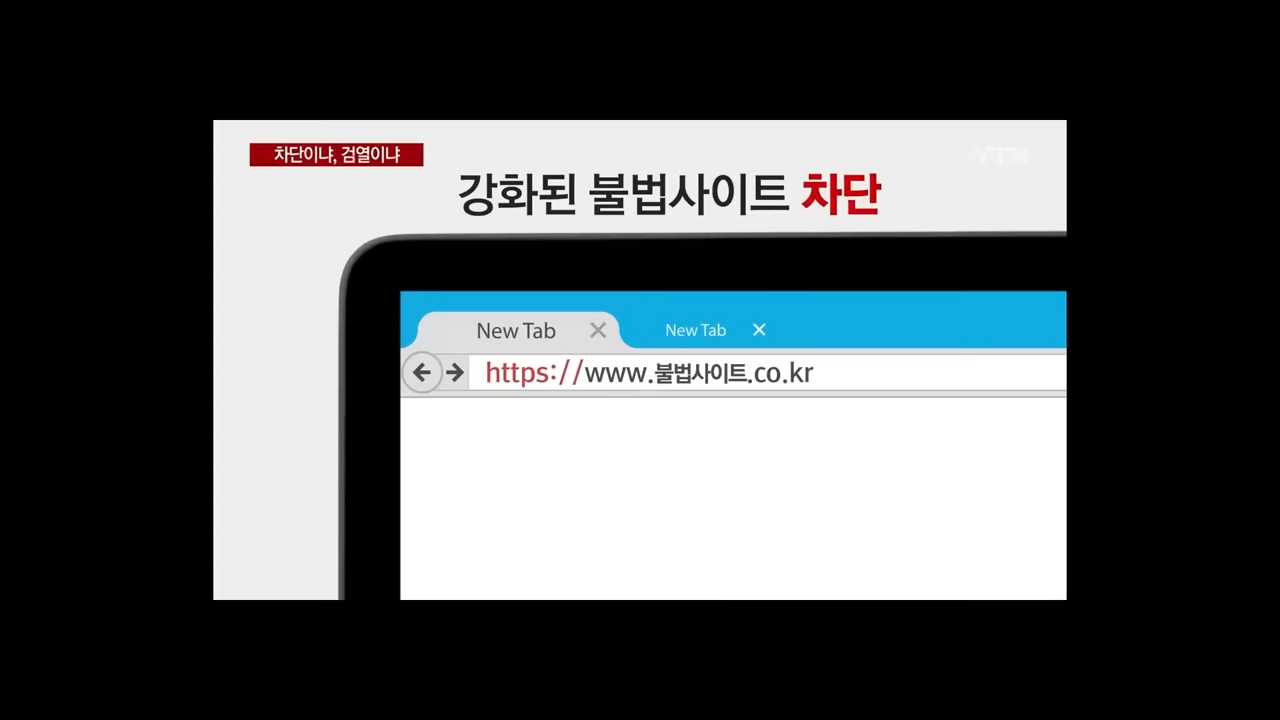 차단이냐, 검열이냐
YTN
강화된 불법사이트 차단
New Tab
New Tab
https://www.불법사이트.co.kr